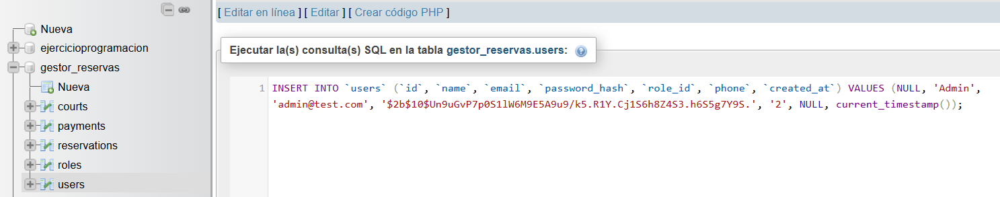 Nueva
ejercicioprogramacion
gestor_reservas
Nueva
courts
payments
reservations
roles
users
[ Editar en línea ] [ Editar ] [ Crear código PHP ]
Ejecutar la(s) consulta(s) SQL en la tabla gestor_reservas.users:
1 INSERT INTO `users` (`id`, `name`, `email`, `password_hash`, `role_id`, `phone`, `created_at`) VALUES (NULL, 'Admin',
'admin@test.com', '$2b$10$Un9uGvP7p0S1lW6M9E5A9u9/k5.R1Y.Cj1S6h8Z4S3.h6S5g7Y9S.', '2', NULL, current_timestamp());